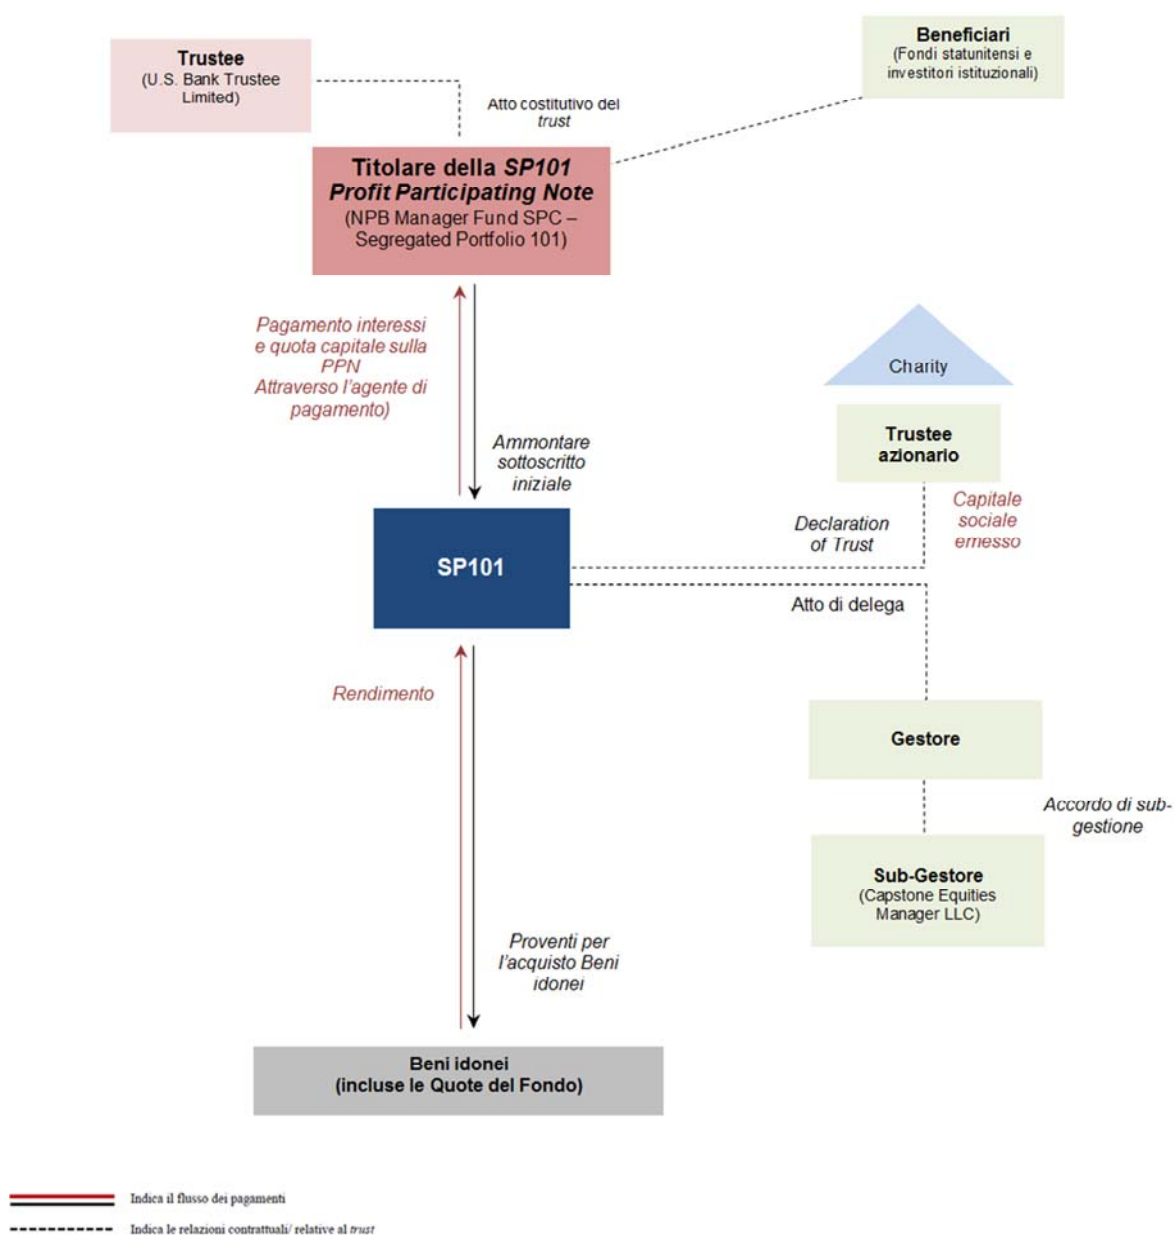 Trustee
(U.S. Bank Trustee
Limited)
Beneficiari
(Fondi statunitensi e
investitori istituzionali)
Atto costitutivo del
trust
Titolare della SP101
Profit Participating Note
(NPB Manager Fund SPC –
Segregated Portfolio 101)
Pagamento interessi
e quota capitale sulla
PPN
Attraverso l'agente di
pagamento)
Ammontare
sottoscritto
iniziale
Charity
Trustee
azionario
Capitale
sociale
emesso
Declaration
of Trust
SP101
Atto di delega
Rendimento
Gestore
Accordo di sub-
gestione
Sub-Gestore
(Capstone Equities
Manager LLC)
Proventi per
l'acquisto Beni
idonei
Beni idonei
(incluse le Quote del Fondo)
Indica il flusso dei pagamenti
Indica le relazioni contrattuali/ relative al trust